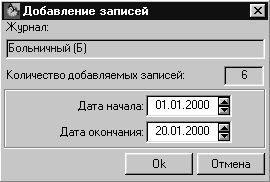 Добавление записей
Журнал:
Больничный (Б)
Количество добавляемых записей: 6
Дата начала: 01.01.2000
Дата окончания: 20.01.2000
Ok Отмена